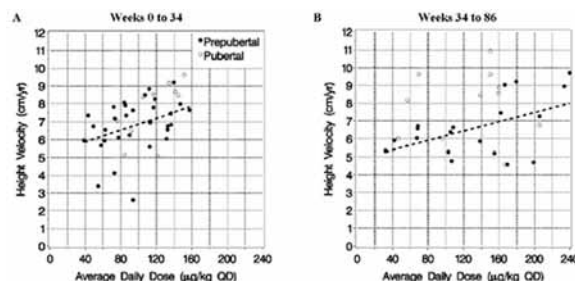 A Weeks 0 to 34
Height Velocity (cm/yr)
12
11
10
9
8
7
6
5
4
3
2
1
0
Prepubertal
Pubertal
0 40 80 120 160 200 240
Average Daily Dose (µg/kg QD)
B Weeks 34 to 86
Height Velocity (cm/yr)
12
11
10
9
8
7
6
5
4
3
2
1
0
0 40 80 120 160 200 240
Average Daily Dose (µg/kg QD)